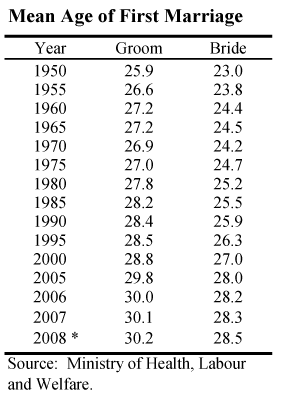 Mean Age of First Marriage
Year Groom Bride
1950 25.9 23.0
1955 26.6 23.8
1960 27.2 24.4
1965 27.2 24.5
1970 26.9 24.2
1975 27.0 24.7
1980 27.8 25.2
1985 28.2 25.5
1990 28.4 25.9
1995 28.5 26.3
2000 28.8 27.0
2005 29.8 28.0
2006 30.0 28.2
2007 30.1 28.3
2008 * 30.2 28.5
Source: Ministry of Health, Labour
and Welfare.